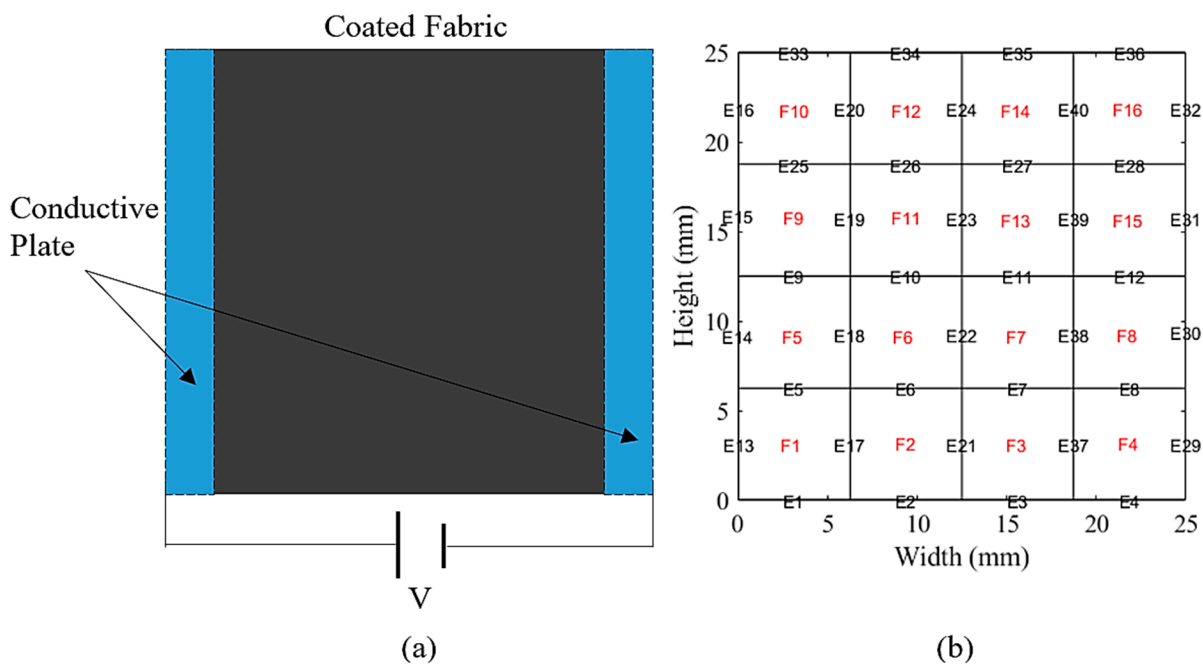 Coated Fabric
Conductive
Plate
V
(a)
25
20
15
10
5
0
Height (mm)
E33 E34 E35 E36
E16 F10 E20 F12 E24 F14 E40 F16 E32
E25 E26 E27 E28
E15 F9 E19 F11 E23 F13 E39 F15 E31
E9 E10 E11 E12
E14 F5 E18 F6 E22 F7 E38 F8 E30
E5 E6 E7 E8
E13 F1 E17 F2 E21 F3 E37 F4 E29
E1 E2 E3 E4
0 5 10 15 20 25
Width (mm)
(b)